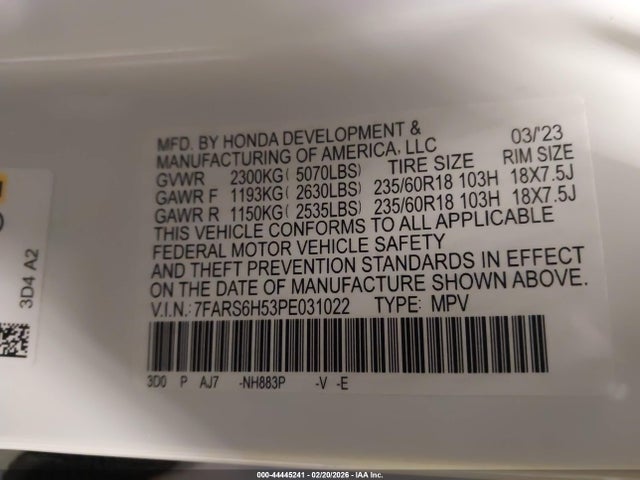 MFD. BY HONDA DEVELOPMENT & 03/'23
MANUFACTURING OF AMERICA, LLC
GVWR 2300KG( 5070LBS) TIRE SIZE RIM SIZE
GAWR F 1193KG( 2630LBS) 235/60R18 103H 18X7.5J
GAWR R 1150KG( 2535LBS) 235/60R18 103H 18X7.5J
THIS VEHICLE CONFORMS TO ALL APPLICABLE
FEDERAL MOTOR VEHICLE SAFETY
AND THEFT PREVENTION STANDARDS IN EFFECT
ON THE DATE OF MANUFACTURE SHOWN ABOVE.
V.I.N.:7FARS6H53PE031022 TYPE: MPV
3D0 P AJ7 -NH883P -V -E
3D4 A2
000-44445241 - 02/20/2026 - IAA Inc.